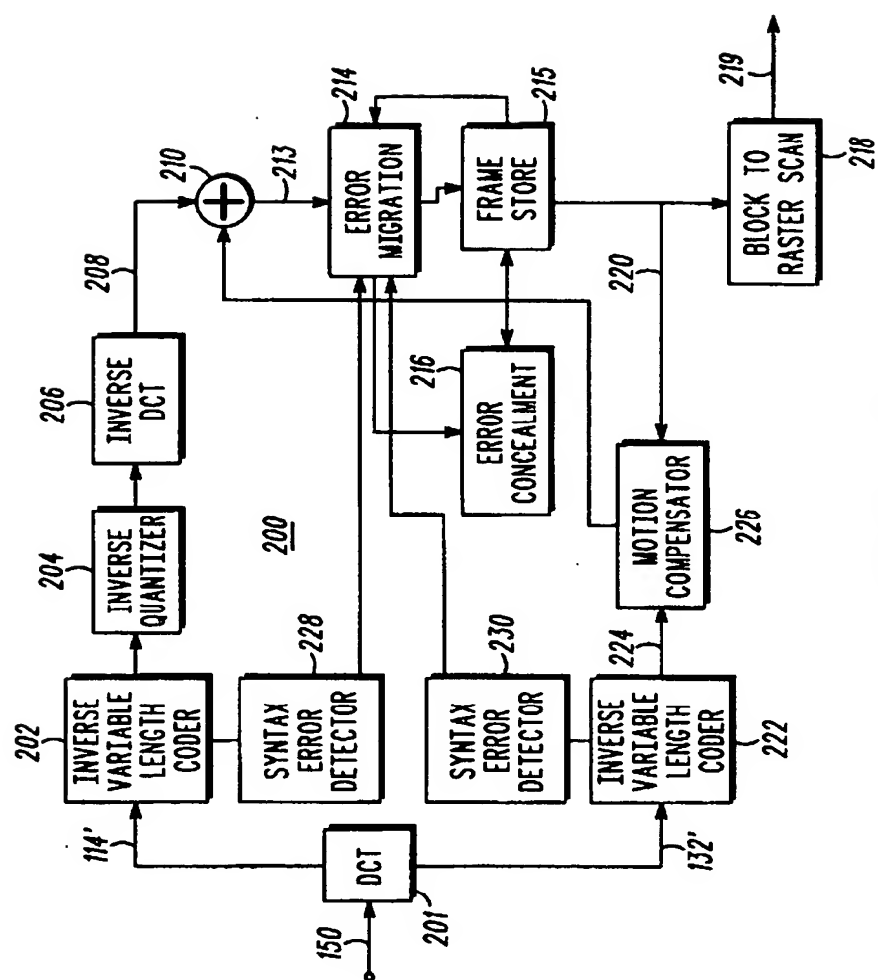 150
DCT
201
114'
132'
202
INVERSE
VARIABLE
LENGTH
CODER
204
INVERSE
QUANTIZER
206
INVERSE
DCT
208
210
+
213
SYNTAX
ERROR
DETECTOR
228
200
ERROR
MIGRATION
214
SYNTAX
ERROR
DETECTOR
230
216
ERROR
CONCEALMENT
FRAME
STORE
215
INVERSE
VARIABLE
LENGTH
CODER
222
224
MOTION
COMPENSATOR
226
220
BLOCK TO
RASTER SCAN
218
219